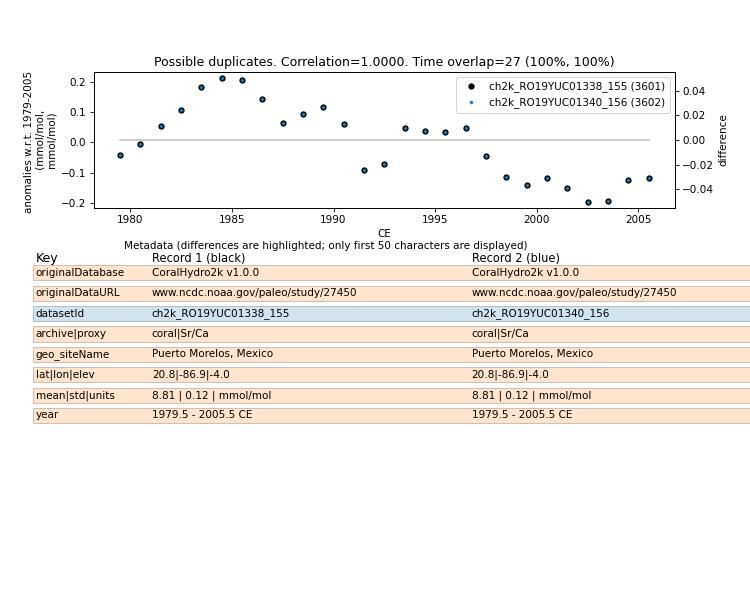 Possible duplicates. Correlation=1.0000. Time overlap=27 (100%, 100%)
anomalies w.r.t. 1979-2005
(mmol/mol,
mmol/mol)
0.2
0.1
0.0
−0.1
−0.2
ch2k_RO19YUC01338_155 (3601)
ch2k_RO19YUC01340_156 (3602)
0.04
0.02
0.00
−0.02
−0.04
difference
1980 1985 1990 1995 2000 2005
CE
Metadata (differences are highlighted; only first 50 characters are displayed)
Key Record 1 (black) Record 2 (blue)
originalDatabase CoralHydro2k v1.0.0 CoralHydro2k v1.0.0
originalDataURL www.ncdc.noaa.gov/paleo/study/27450 www.ncdc.noaa.gov/paleo/study/27450
datasetId ch2k_RO19YUC01338_155 ch2k_RO19YUC01340_156
archive|proxy coral|Sr/Ca coral|Sr/Ca
geo_siteName Puerto Morelos, Mexico Puerto Morelos, Mexico
lat|lon|elev 20.8|-86.9|-4.0 20.8|-86.9|-4.0
mean|std|units 8.81 | 0.12 | mmol/mol 8.81 | 0.12 | mmol/mol
year 1979.5 - 2005.5 CE 1979.5 - 2005.5 CE